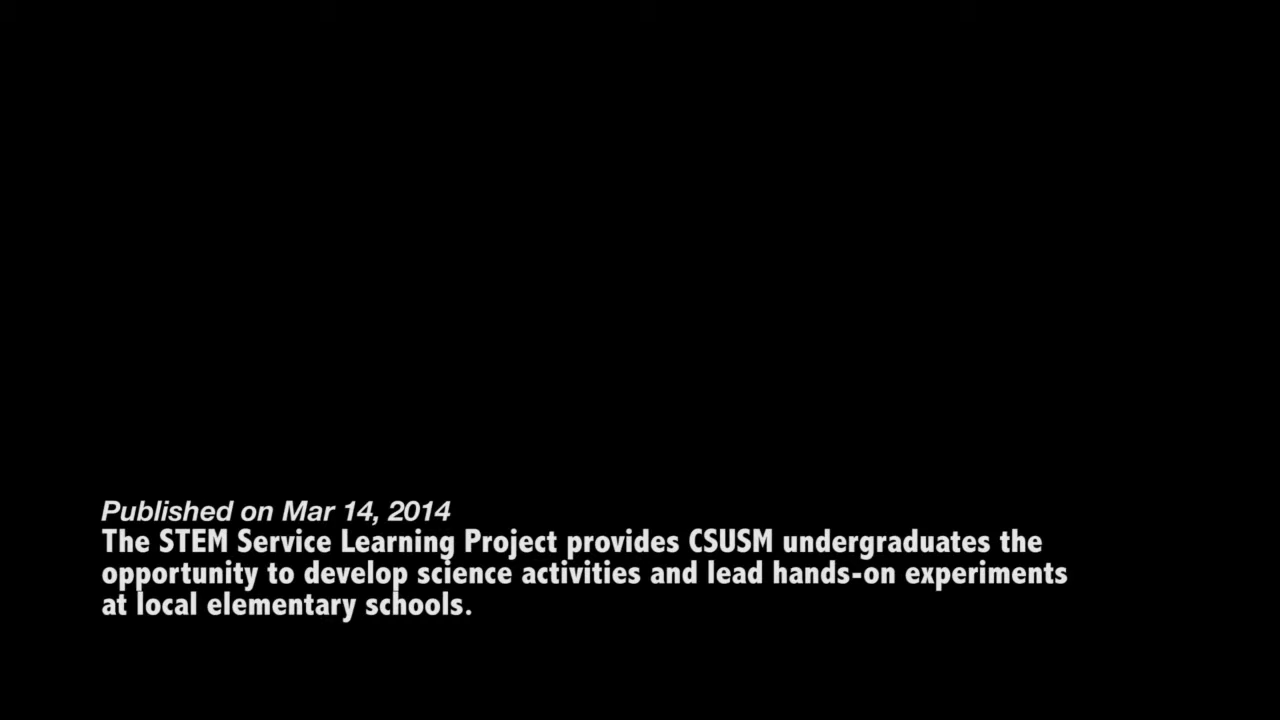 Published on Mar 14, 2014
The STEM Service Learning Project provides CSUSM undergraduates the
opportunity to develop science activities and lead hands-on experiments
at local elementary schools.